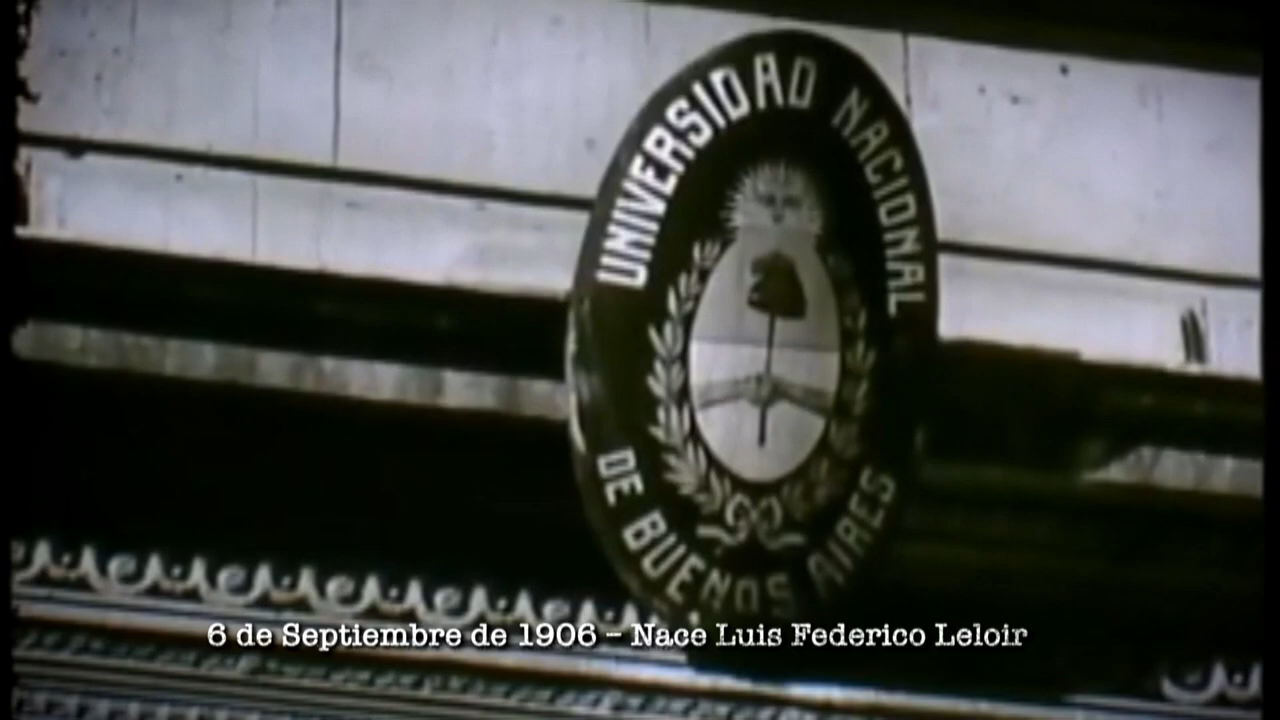 UNIVERSIDAD NACIONAL
DE BUENOS AIRES
6 de Septiembre de 1906 – Nace Luis Federico Leloir